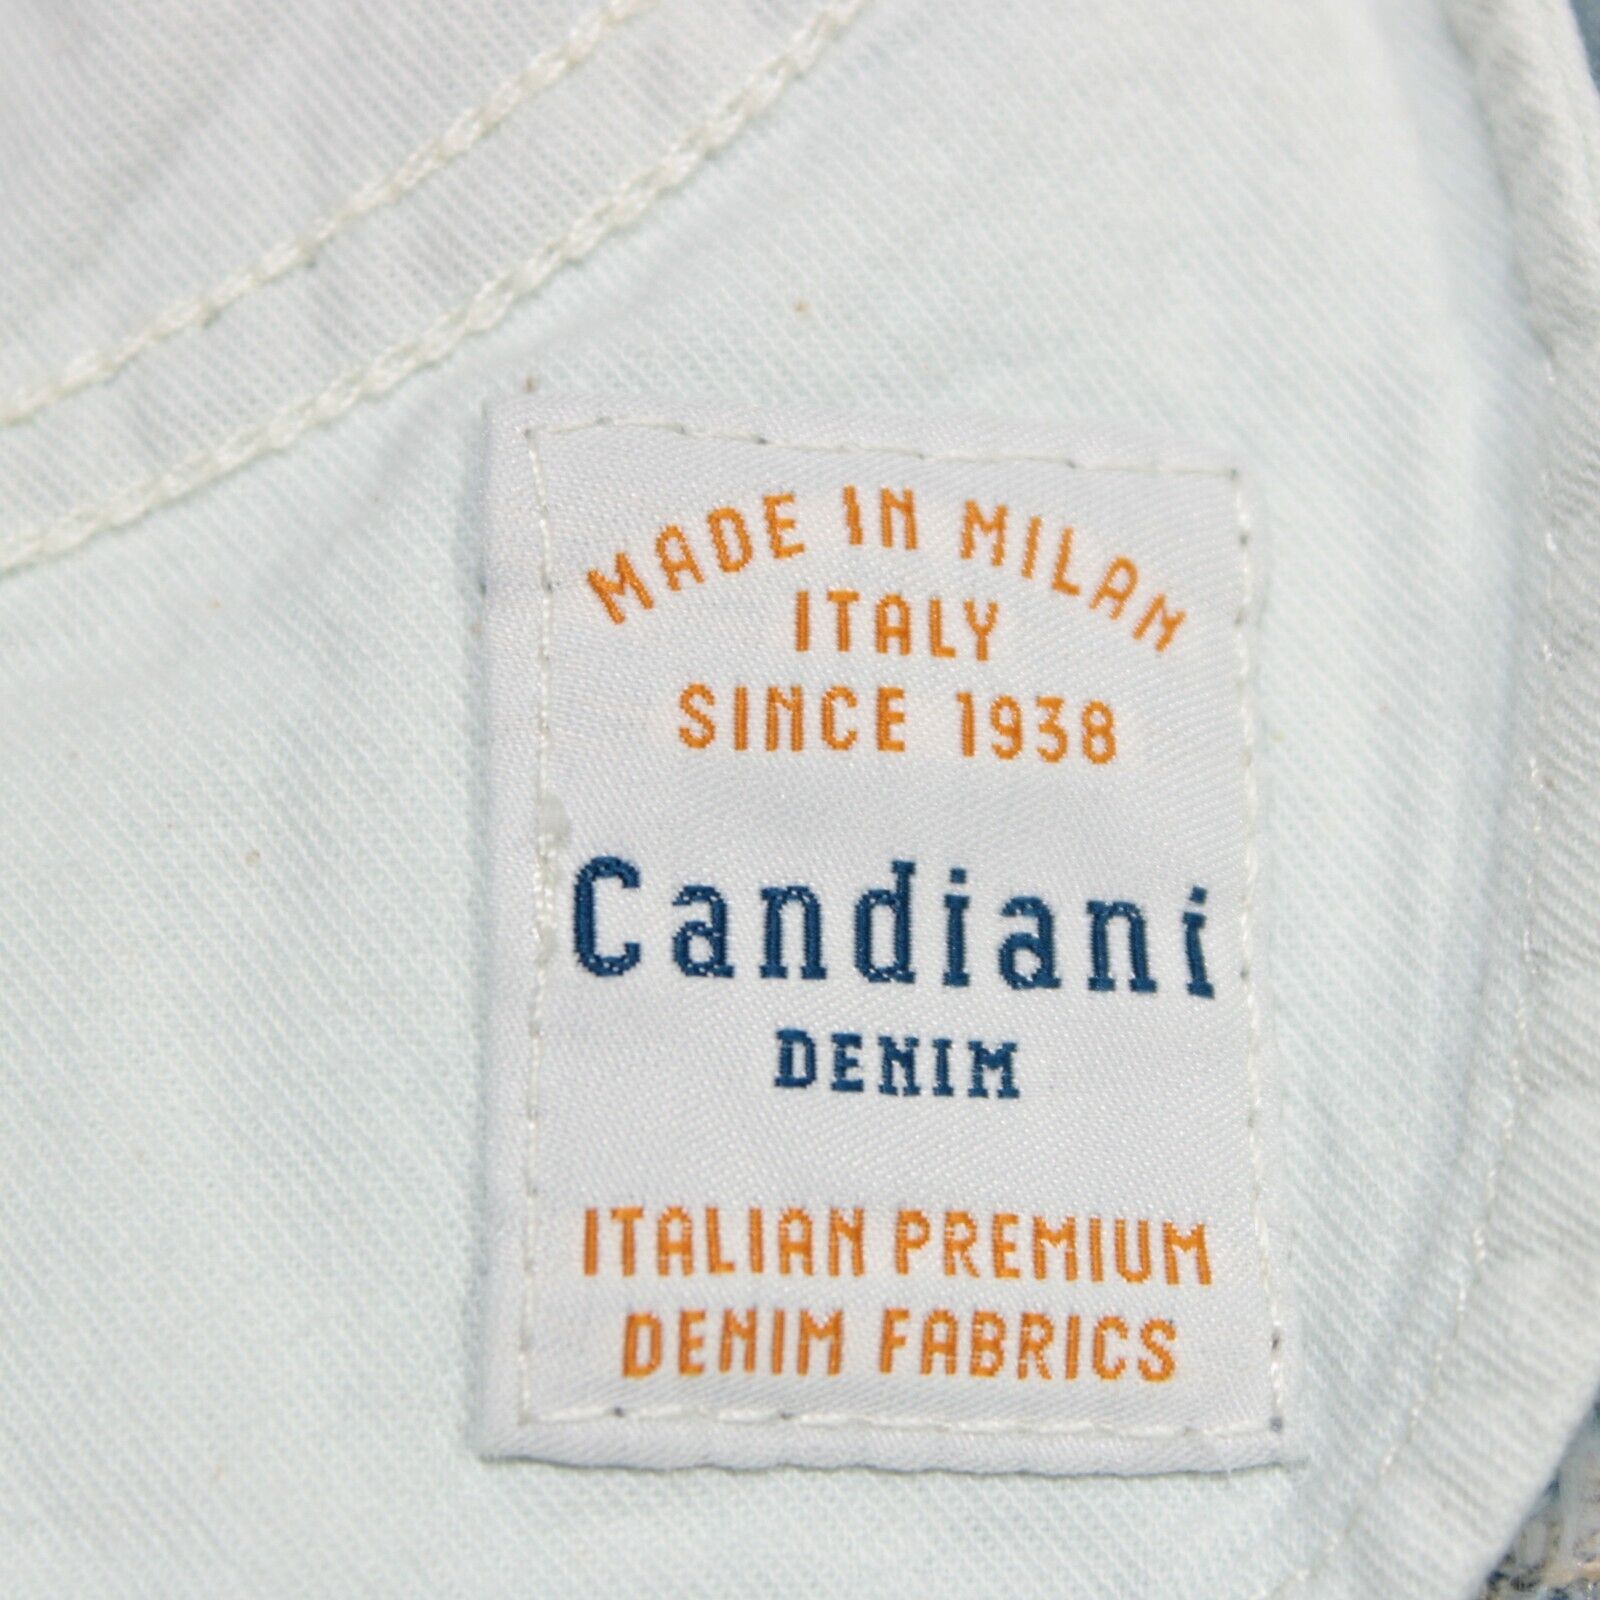 MADE IN MILAN
ITALY
SINCE 1938
Candiani
DENIM
ITALIAN PREMIUM
DENIM FABRICS